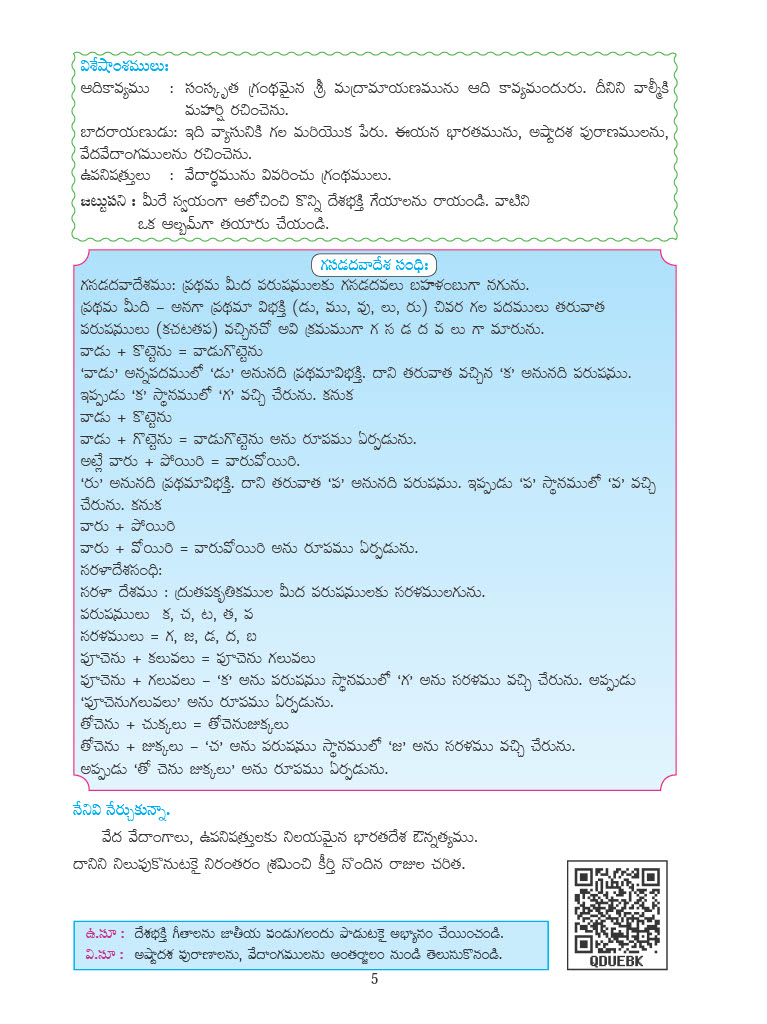 విశేషాంశములు:
ఆదికావ్యము : సంస్కృత గ్రంథమైన శ్రీ మద్రామాయణమును ఆది కావ్యమందురు. దీనిని వాల్మీకి
మహర్షి రచించెను.
బాదరాయణుడు: ఇది వ్యాసునికి గల మరియొక పేరు. ఈయన భారతమును, అష్టాదశ పురాణములను,
వేదవేదాంగములను రచించెను.
ఉపనిషత్తులు : వేదార్థమును వివరించు గ్రంథములు.
జట్టుపని : మీరే స్వయంగా ఆలోచించి కొన్ని దేశభక్తి గేయాలను రాయండి. వాటిని
ఒక ఆల్బమ్‌గా తయారు చేయండి.
గసడదవాదేశ సంధి:
గసడదవాదేశము: ప్రథమ మీద పరుషములకు గసడదవలు బహళంబుగా నగును.
ప్రథమ మీది – అనగా ప్రథమా విభక్తి (డు, ము, వు, లు, రు) చివర గల పదములు తరువాత
పరుషములు (కచటతప) వచ్చినచో అవి క్రమముగా గ స డ ద వ లు గా మారును.
వాడు + కొట్టెను = వాడుగొట్టెను
‘వాడు’ అన్నపదములో ‘డు’ అనునది ప్రథమావిభక్తి. దాని తరువాత వచ్చిన ‘క’ అనునది పరుషము.
ఇప్పుడు ‘క’ స్థానములో ‘గ’ వచ్చి చేరును. కనుక
వాడు + కొట్టెను
వాడు + గొట్టెను = వాడుగొట్టెను అను రూపము ఏర్పడును.
అట్లే వారు + పోయిరి = వారువోయిరి.
‘రు’ అనునది ప్రథమావిభక్తి. దాని తరువాత ‘ప’ అనునది పరుషము. ఇప్పుడు ‘ప’ స్థానములో ‘వ’ వచ్చి
చేరును. కనుక
వారు + పోయిరి
వారు + వోయిరి = వారువోయిరి అను రూపము ఏర్పడును.
సరళాదేశసంధి:
సరళా దేశము : ద్రుతపకృతికముల మీద పరుషములకు సరళములగును.
పరుషములు క, చ, ట, త, ప
సరళములు = గ, జ, డ, ద, బ
పూచెను + కలువలు = పూచెను గలువలు
పూచెను + గలువలు – ‘క’ అను పరుషము స్థానములో ‘గ’ అను సరళము వచ్చి చేరును. అప్పుడు
‘పూచెనుగలువలు’ అను రూపము ఏర్పడును.
తోచెను + చుక్కలు = తోచెనుజుక్కలు
తోచెను + జుక్కలు – ‘చ’ అను పరుషము స్థానములో ‘జ’ అను సరళము వచ్చి చేరును.
అప్పుడు ‘తో చెను జుక్కలు’ అను రూపము ఏర్పడును.
నేనివి నేర్చుకున్నా.
వేద వేదాంగాలు, ఉపనిషత్తులకు నిలయమైన భారతదేశ ఔన్నత్యము.
దానిని నిలుపుకొనుటకై నిరంతరం శ్రమించి కీర్తి నొందిన రాజుల చరిత.
ఉ.సూ : దేశభక్తి గీతాలను జాతీయ పండుగలందు పాడుటకై అభ్యాసం చేయించండి.
వి.సూ : అష్టాదశ పురాణాలను, వేదాంగములను అంతర్జాలం నుండి తెలుసుకొనండి.
QDUEBK
5